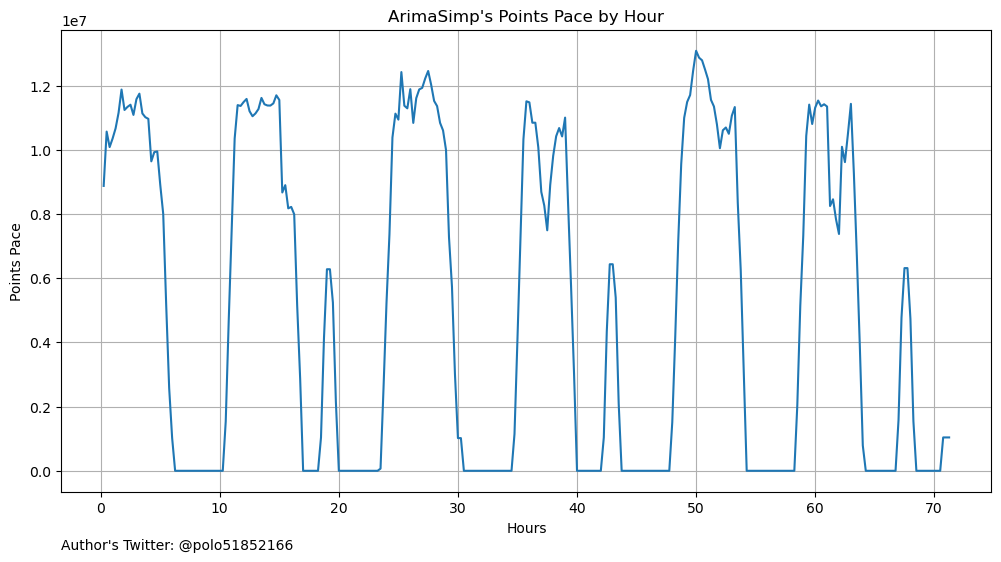 ArimaSimp's Points Pace by Hour
1e7
1.2
1.0
0.8
0.6
0.4
0.2
0.0
Points Pace
0 10 20 30 40 50 60 70
Hours
Author's Twitter: @polo51852166